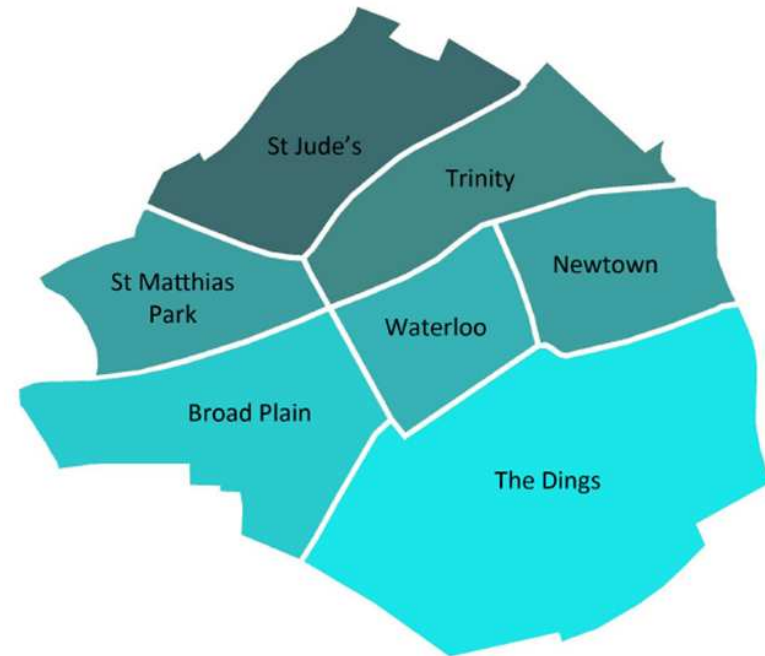 St Jude’s
Trinity
St Matthias
Park
Newtown
Waterloo
Broad Plain
The Dings